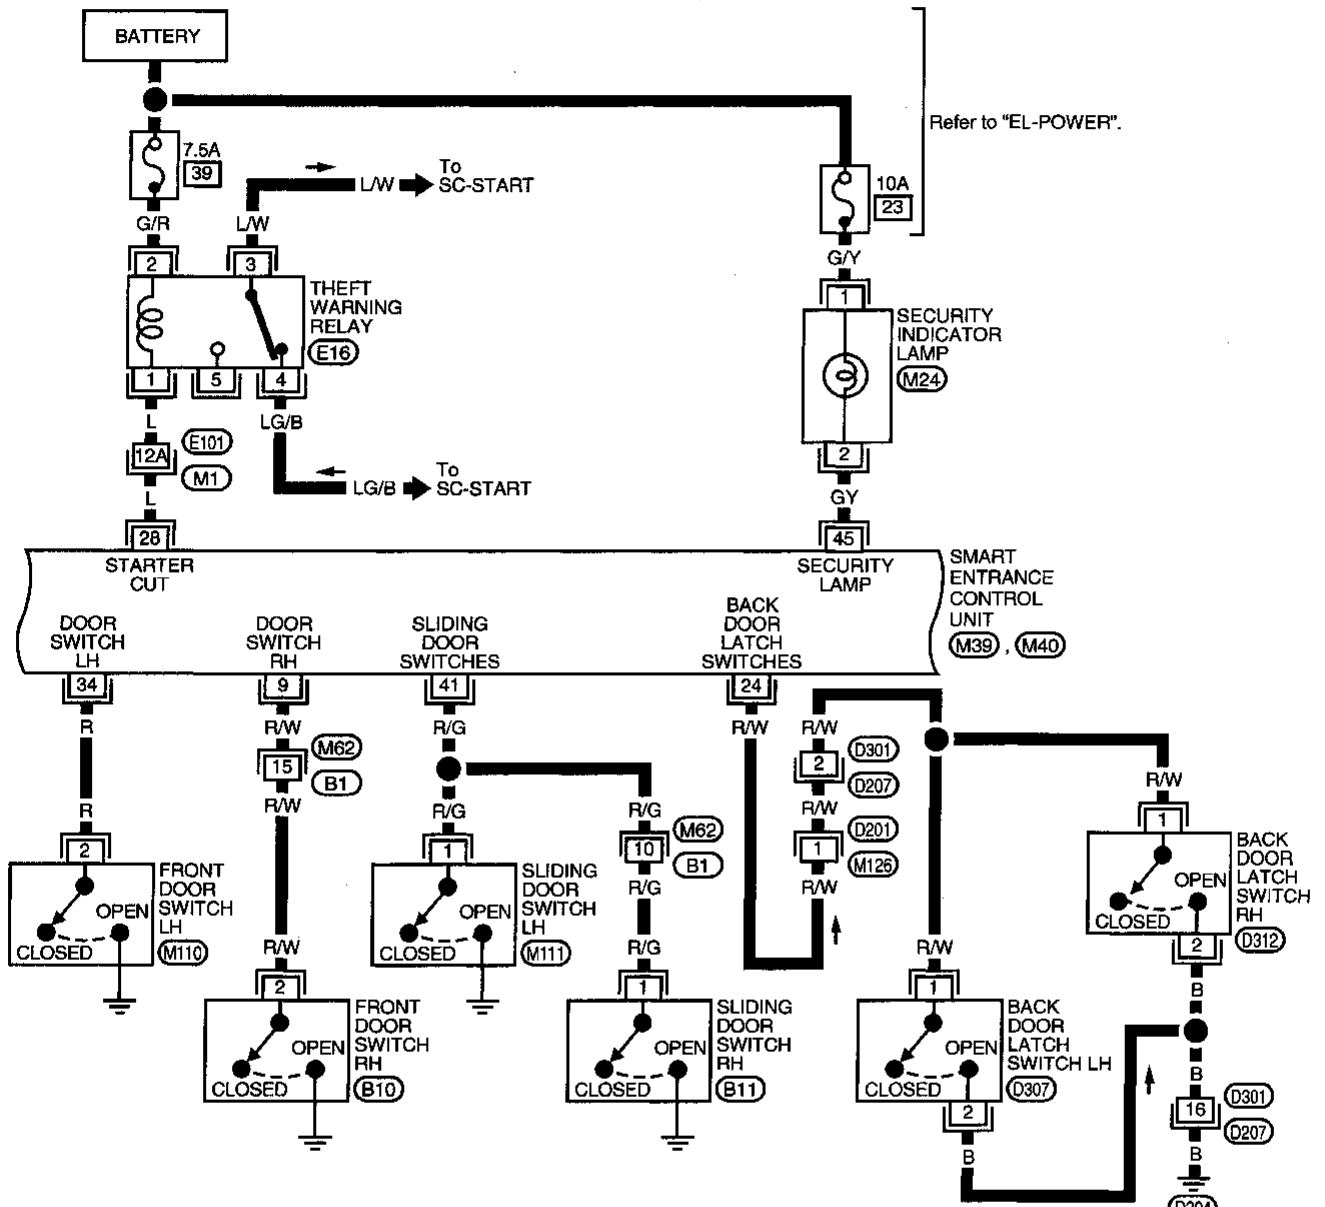 BATTERY
Refer to "EL-POWER".
7.5A
39
To
SC-START
L/W
10A
23
G/R
L/W
G/Y
2
3
1
THEFT
WARNING
RELAY
E16
SECURITY
INDICATOR
LAMP
M24
1
5
4
L
LG/B
2
12A
E101
M1
To
SC-START
LG/B
L
GY
28
45
STARTER
CUT
SECURITY
LAMP
SMART
ENTRANCE
CONTROL
UNIT
M39 , M40
DOOR
SWITCH
LH
DOOR
SWITCH
RH
SLIDING
DOOR
SWITCHES
BACK
DOOR
LATCH
SWITCHES
34
9
41
24
R
R/W
R/G
R/W
R/W
15
M62
B1
2
D301
D207
R/W
R/W
R/W
R
R/G
R/G
10
M62
B1
1
D201
M126
1
2
1
R/G
R/W
FRONT
DOOR
SWITCH
LH
M110
OPEN
CLOSED
SLIDING
DOOR
SWITCH
LH
M111
OPEN
CLOSED
BACK
DOOR
LATCH
SWITCH
RH
D312
OPEN
CLOSED
2
R/W
R/G
R/W
B
2
1
1
FRONT
DOOR
SWITCH
RH
B10
OPEN
CLOSED
SLIDING
DOOR
SWITCH
RH
B11
OPEN
CLOSED
BACK
DOOR
LATCH
SWITCH LH
D307
OPEN
CLOSED
2
B
B
16
D301
D207
B